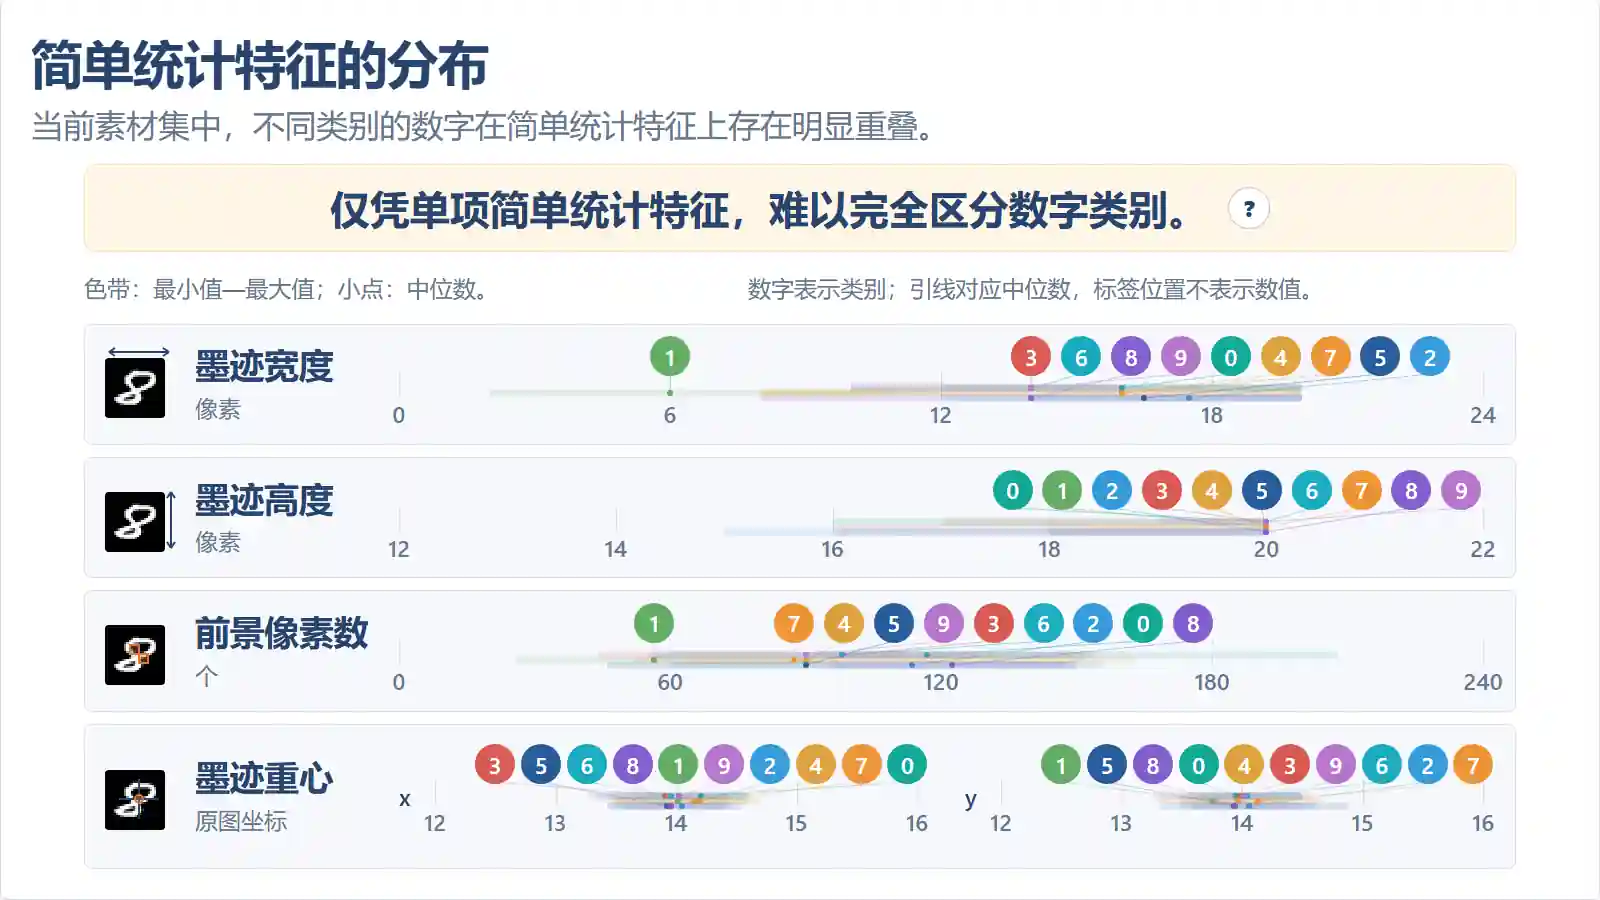 简单统计特征的分布
当前素材集中，不同类别的数字在简单统计特征上存在明显重叠。
仅凭单项简单统计特征，难以完全区分数字类别。 ?
色带：最小值—最大值；小点：中位数。
数字表示类别；引线对应中位数，标签位置不表示数值。
墨迹宽度
像素
1 3 6 8 9 0 4 7 5 2
0 6 12 18 24
墨迹高度
像素
0 1 2 3 4 5 6 7 8 9
12 14 16 18 20 22
前景像素数
个
1 7 4 5 9 3 6 2 0 8
0 60 120 180 240
墨迹重心
原图坐标
3 5 6 8 1 9 2 4 7 0
x
12 13 14 15 16
1 5 8 0 4 3 9 6 2 7
y
12 13 14 15 16